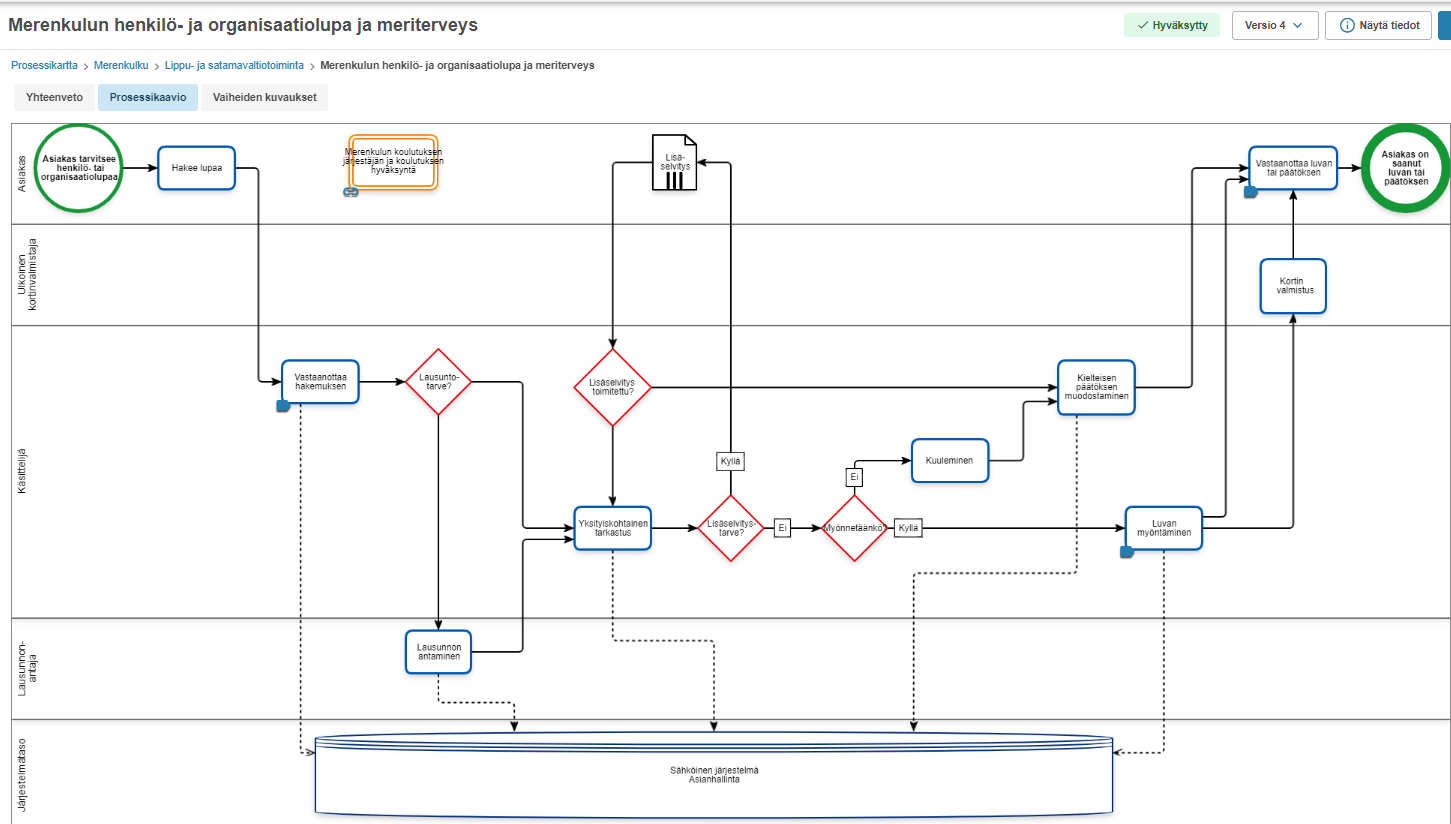 Merenkulun henkilö- ja organisaatiolupa ja meriterveys
Hyväksytty
Versio 4
Näytä tiedot
Prosessikartta > Merenkulku > Lippu- ja satamavaltiotoiminta > Merenkulun henkilö- ja organisaatiolupa ja meriterveys
Yhteenveto
Prosessikaavio
Vaiheiden kuvaukset
Asiakas
Asiakas tarvitsee
henkilö- tai
organisaatiolupaa
Hakee lupaa
Merenkulun koulutuksen
järjestäjän ja koulutuksen
hyväksyntä
Lisä-
selvitys
Vastaanottaa luvan
tai päätöksen
Asiakas on
saanut
luvan tai
päätöksen
Ulkoinen
kortinvalmistaja
Kortin
valmistus
Käsittelijä
Vastaanottaa
hakemuksen
Lausunto-
tarve?
Lisäselvitys
toimitettu?
Kielteisen
päätöksen
muodostaminen
Kyllä
Ei
Kuuleminen
Yksityiskohtainen
tarkastus
Lisäselvitys-
tarve?
Ei
Myönnetäänkö?
Kyllä
Luvan
myöntäminen
Lausunnon-
antaja
Lausunnon
antaminen
Järjestelmätaso
Sähköinen järjestelmä
Asianhallinta